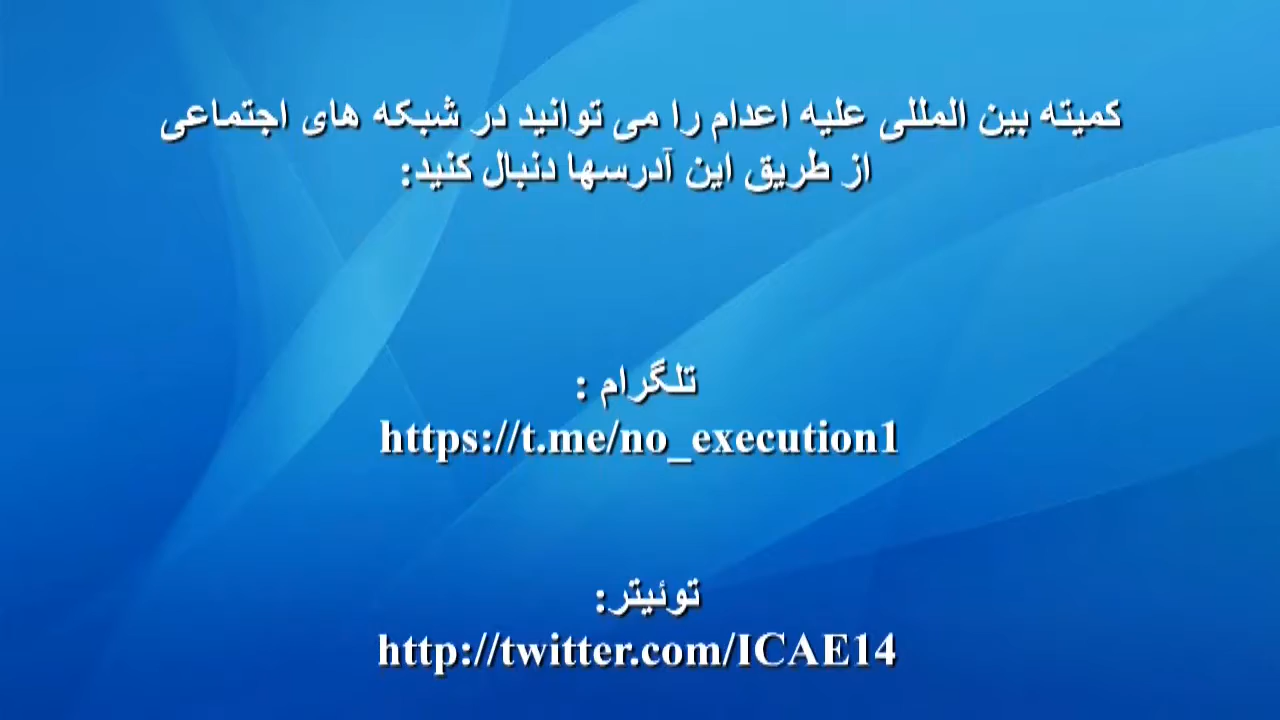 کمیته بین المللی علیه اعدام را می توانید در شبکه های اجتماعی
از طریق این آدرسها دنبال کنید:
تلگرام :
https://t.me/no_execution1
توئیتر:
http://twitter.com/ICAE14